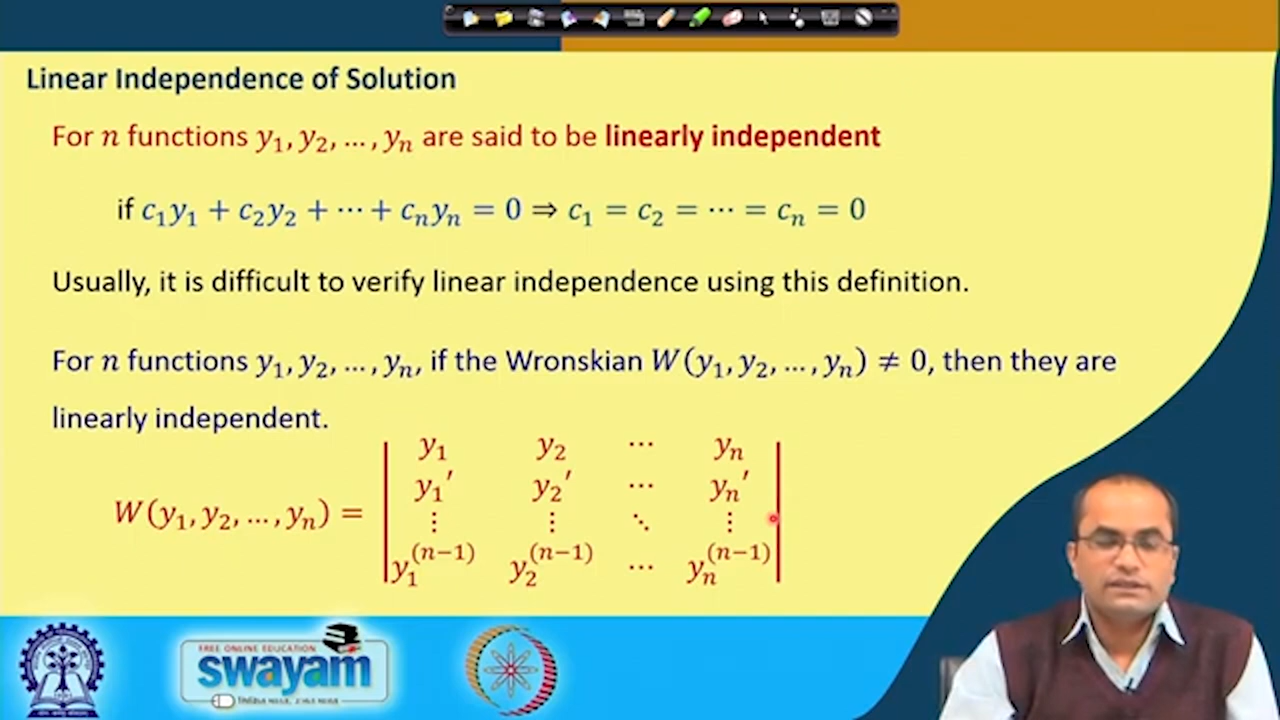 Linear Independence of Solution
For n functions y₁, y₂, …, yₙ are said to be linearly independent
if c₁y₁ + c₂y₂ + ⋯ + cₙyₙ = 0 ⇒ c₁ = c₂ = ⋯ = cₙ = 0
Usually, it is difficult to verify linear independence using this definition.
For n functions y₁, y₂, …, yₙ, if the Wronskian W(y₁, y₂, …, yₙ) ≠ 0, then they are
linearly independent.
y₁ y₂ ⋯ yₙ
y₁′ y₂′ ⋯ yₙ′
W(y₁, y₂, …, yₙ) =
⋮ ⋮ ⋱ ⋮
y₁⁽ⁿ⁻¹⁾ y₂⁽ⁿ⁻¹⁾ ⋯ yₙ⁽ⁿ⁻¹⁾
FREE ONLINE EDUCATION
swayam